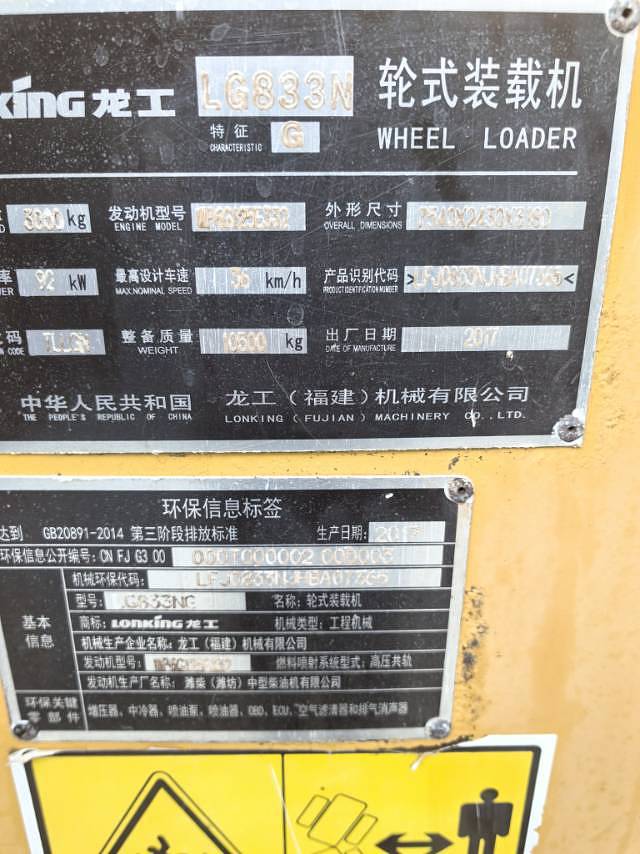 KING龙工 LG833N 轮式装载机
特征 G
CHARACTERISTIC WHEEL LOADER
3000 kg 发动机型号 外形尺寸
ENGINE MODEL OVERALL DIMENSIONS
92 kW 最高设计车速 36 km/h 产品识别代码
MAX.NOMINAL SPEED PRODUCT IDENTIFICATION NUMBER
整备质量 10500 kg 出厂日期 2017
WEIGHT DATE OF MANUFACTURE
中华人民共和国 龙工（福建）机械有限公司
THE PEOPLE'S REPUBLIC OF CHINA LONKING ( FUJIAN ) MACHINERY CO.,LTD.
环保信息标签
达到 GB20891-2014 第三阶段排放标准 生产日期: 2017
环保信息公开编号: CN FJ G3 00
机械环保代码:
型号: LG833NG 名称: 轮式装载机
基本信息 商标: LONKING龙工 机械类型: 工程机械
机械生产企业名称: 龙工（福建）机械有限公司
发动机型号: 燃料喷射系统型式: 高压共轨
发动机生产厂名称: 潍柴（潍坊）中型柴油机有限公司
环保关键零部件 增压器、中冷器、喷油泵、喷油器、OBD、ECU、空气滤清器和排气消声器